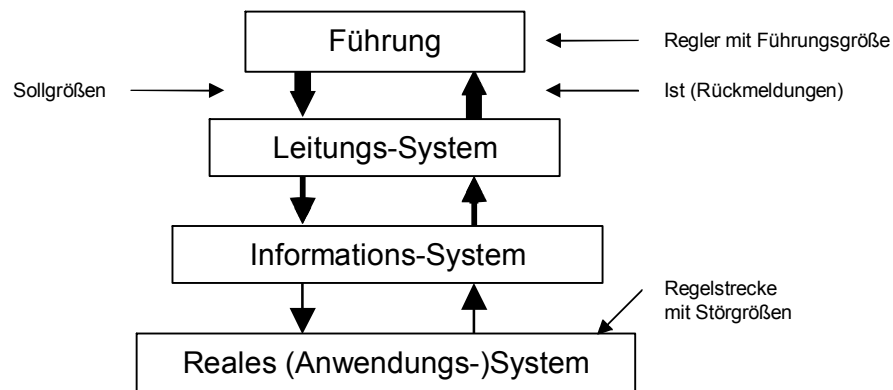 Führung
Regler mit Führungsgröße
Sollgrößen
Ist (Rückmeldungen)
Leitungs-System
Informations-System
Regelstrecke
mit Störgrößen
Reales (Anwendungs-)System